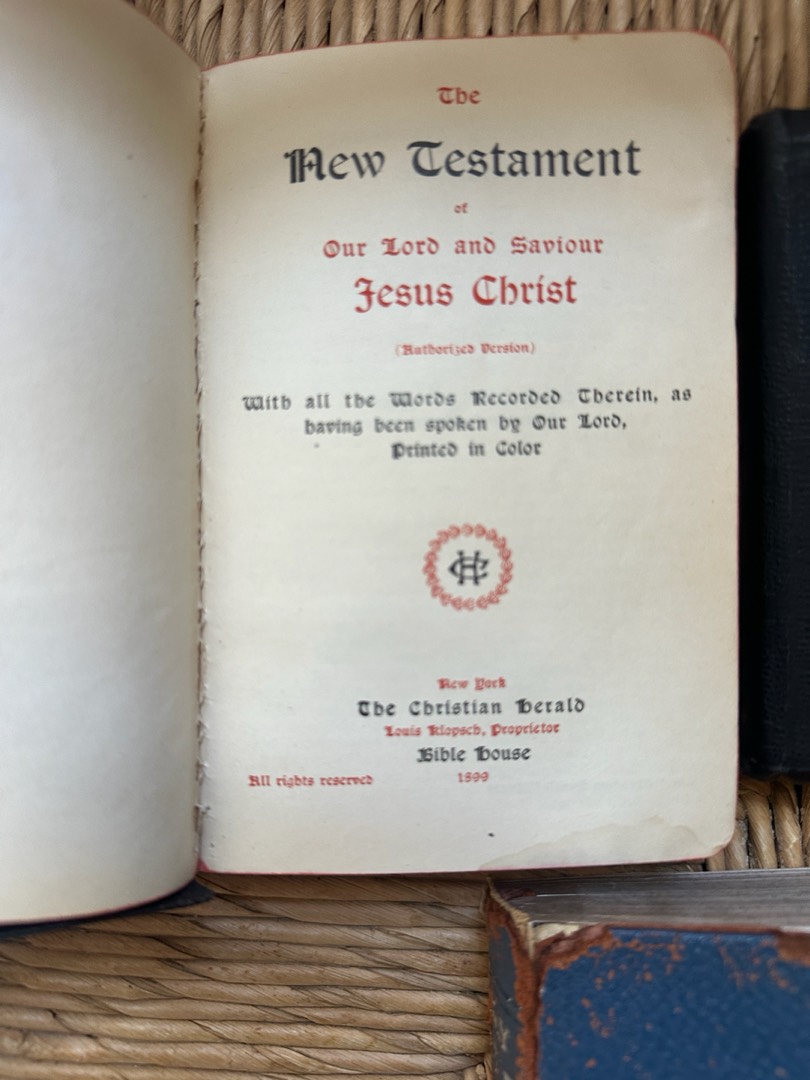 The
New Testament
of
Our Lord and Saviour
Jesus Christ
(Authorized Version)
With all the Words Recorded Therein, as
having been spoken by Our Lord,
Printed in Color
CH
New York
The Christian Herald
Louis Klopsch, Proprietor
Bible House
All rights reserved 1899